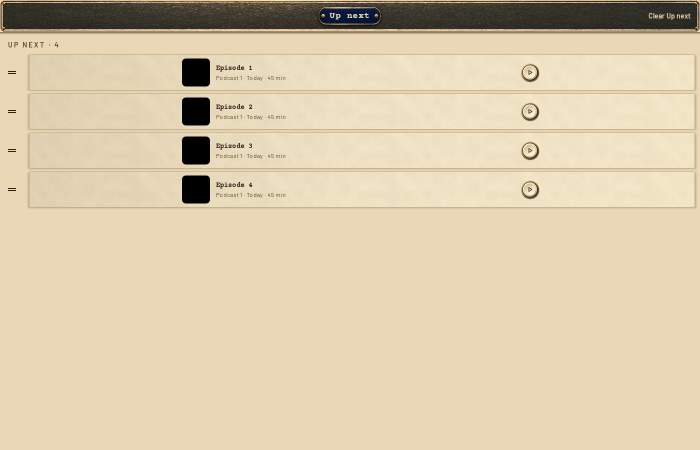 Up next
Clear Up next
UP NEXT · 4
Episode 1
Podcast 1 · Today · 45 min
Episode 2
Podcast 1 · Today · 45 min
Episode 3
Podcast 1 · Today · 45 min
Episode 4
Podcast 1 · Today · 45 min